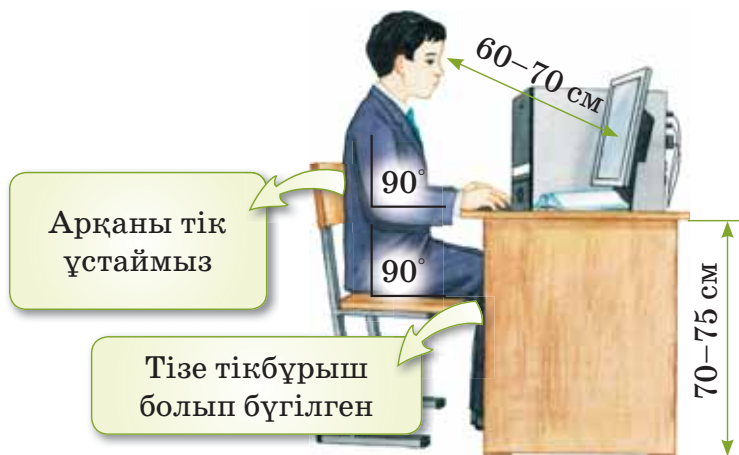 60–70 см
90°
Арқаны тік
ұстаймыз
90°
70–75 см
Тізе тікбұрыш
болып бүгілген